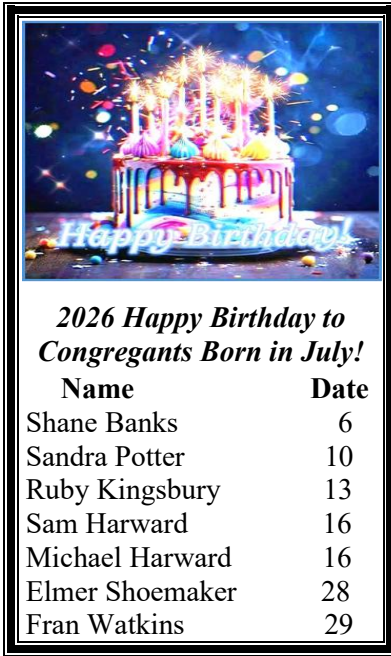 Happy Birthday!
2026 Happy Birthday to
Congregants Born in July!
Name Date
Shane Banks 6
Sandra Potter 10
Ruby Kingsbury 13
Sam Harward 16
Michael Harward 16
Elmer Shoemaker 28
Fran Watkins 29